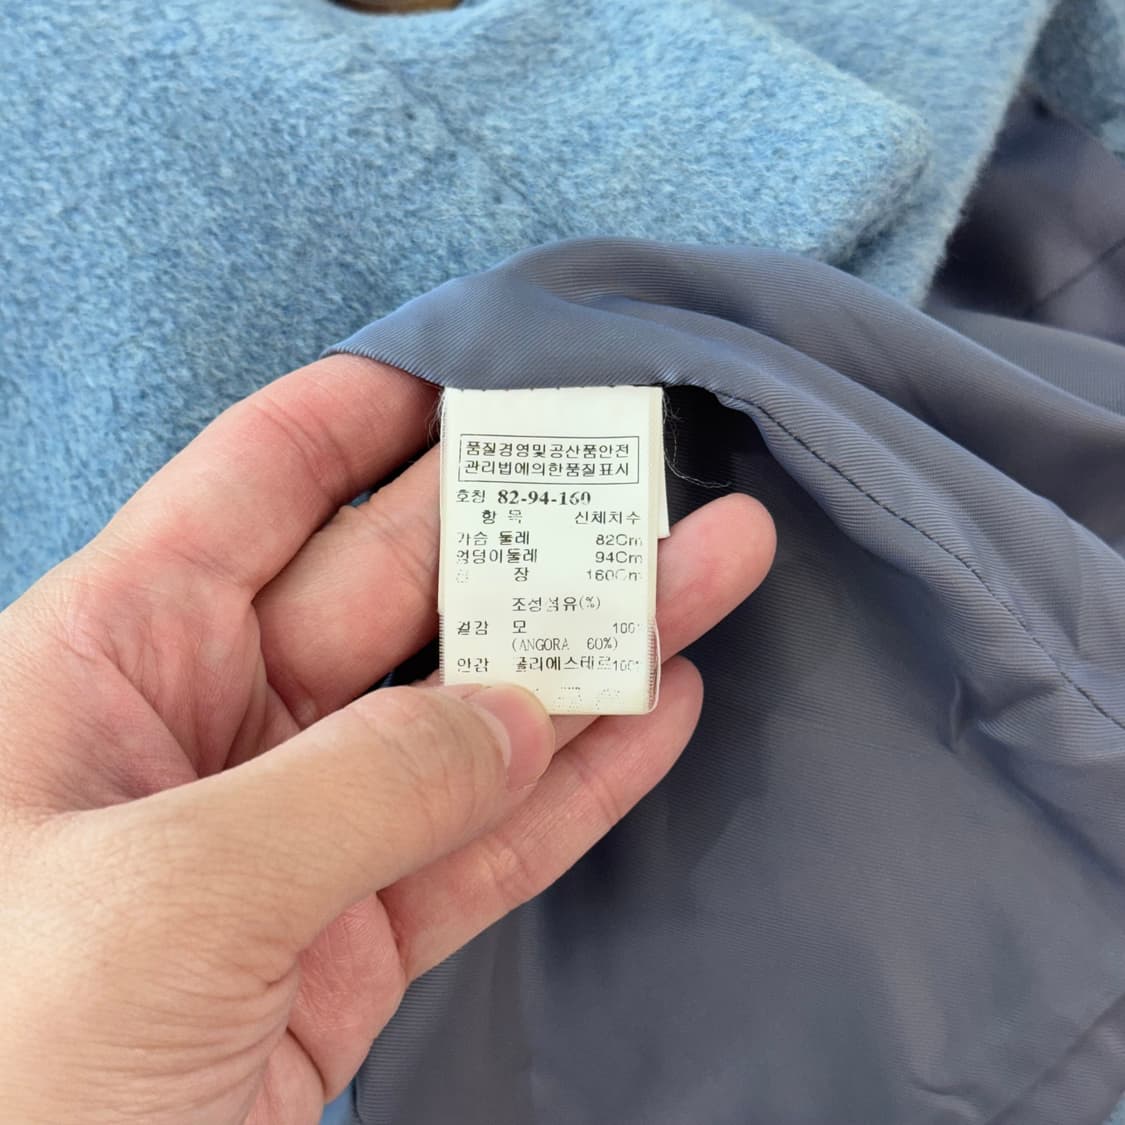 품질경영및공산품안전
관리법에의한품질표시
호칭 82-94-160
항 목 신체치수
가슴 둘레 82Cm
엉덩이둘레 94Cm
장 160Cm
조성섬유(%)
겉감 모 100
(ANGORA 60%)
안감 폴리에스테르100